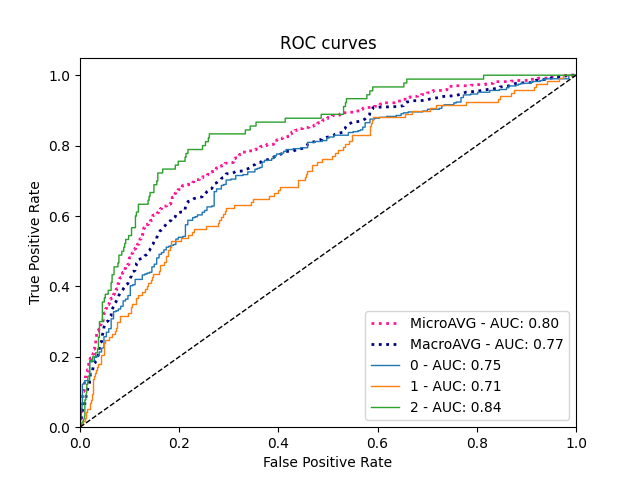 ROC curves
True Positive Rate
1.0
0.8
0.6
0.4
0.2
0.0
MicroAVG - AUC: 0.80
MacroAVG - AUC: 0.77
0 - AUC: 0.75
1 - AUC: 0.71
2 - AUC: 0.84
0.0 0.2 0.4 0.6 0.8 1.0
False Positive Rate